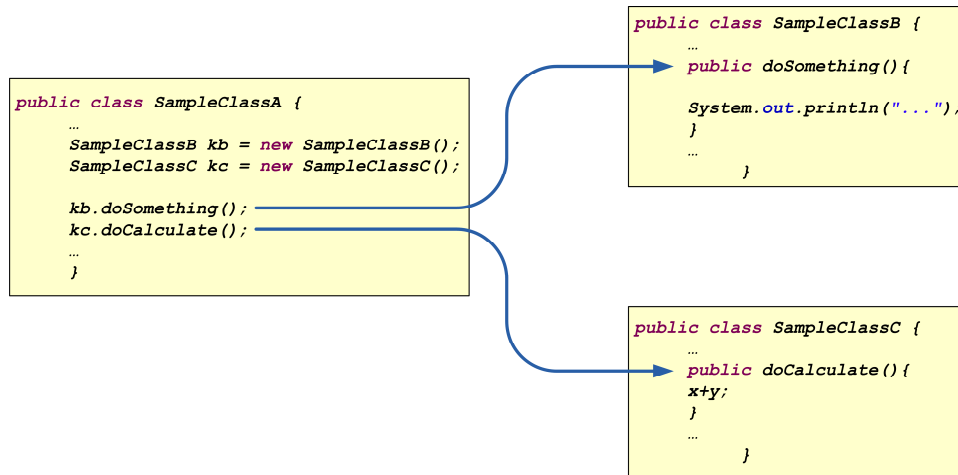 public class SampleClassA {
…
SampleClassB kb = new SampleClassB();
SampleClassC kc = new SampleClassC();
kb.doSomething();
kc.doCalculate();
…
}
public class SampleClassB {
…
public doSomething(){
System.out.println("...");
}
…
}
public class SampleClassC {
…
public doCalculate(){
x+y;
}
…
}